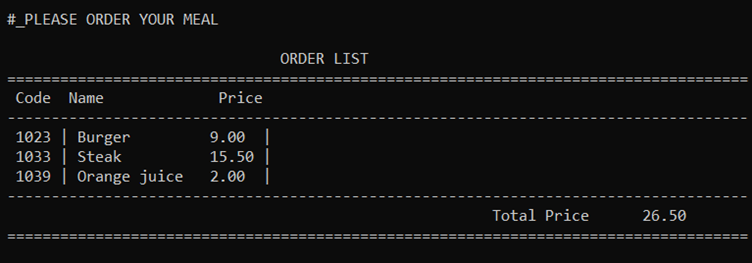 #_PLEASE ORDER YOUR MEAL
ORDER LIST
====================================================================================
Code  Name             Price
------------------------------------------------------------------------------------
1023 | Burger         9.00  |
1033 | Steak          15.50 |
1039 | Orange juice   2.00  |
------------------------------------------------------------------------------------
Total Price      26.50
====================================================================================